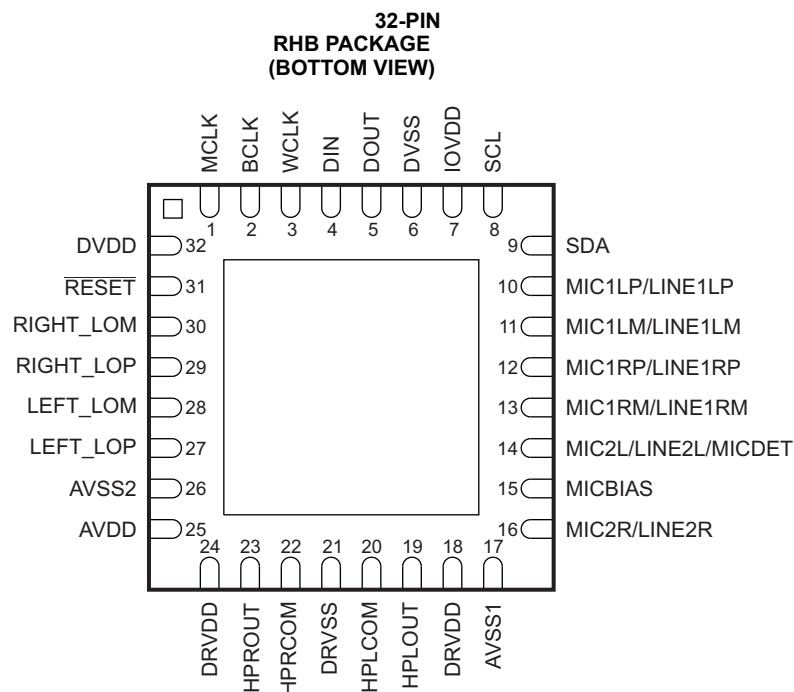 32-PIN
RHB PACKAGE
(BOTTOM VIEW)
MCLK
BCLK
WCLK
DIN
DOUT
DVSS
IOVDD
SCL
1 2 3 4 5 6 7 8
DVDD 32 9 SDA
RESET 31 10 MIC1LP/LINE1LP
RIGHT_LOM 30 11 MIC1LM/LINE1LM
RIGHT_LOP 29 12 MIC1RP/LINE1RP
LEFT_LOM 28 13 MIC1RM/LINE1RM
LEFT_LOP 27 14 MIC2L/LINE2L/MICDET
AVSS2 26 15 MICBIAS
AVDD 25 16 MIC2R/LINE2R
24 23 22 21 20 19 18 17
DRVDD
HPROUT
HPRCOM
DRVSS
HPLCOM
HPLOUT
DRVDD
AVSS1